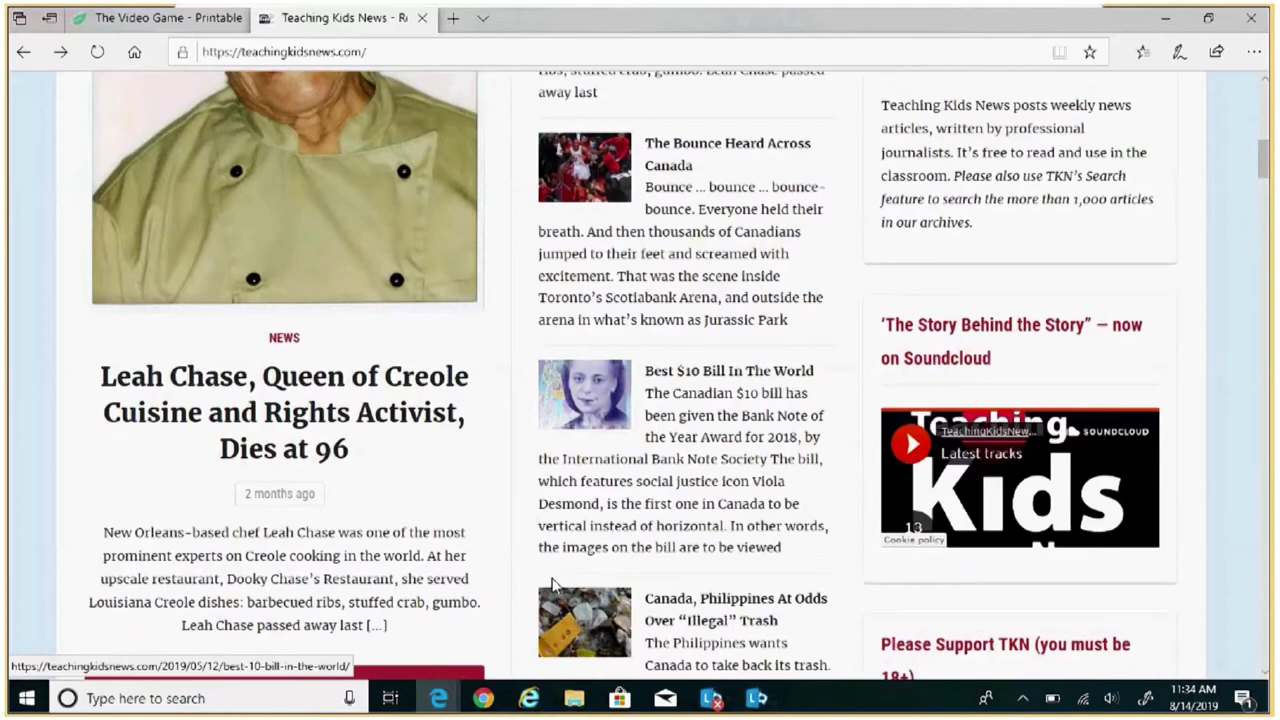 The Video Game - Printable
Teaching Kids News - Re
https://teachingkidsnews.com/
NEWS
Leah Chase, Queen of Creole
Cuisine and Rights Activist,
Dies at 96
2 months ago
New Orleans-based chef Leah Chase was one of the most
prominent experts on Creole cooking in the world. At her
upscale restaurant, Dooky Chase's Restaurant, she served
Louisiana Creole dishes: barbecued ribs, stuffed crab, gumbo.
Leah Chase passed away last [...]
ribs, stuffed crab, gumbo. Leah Chase passed
away last
The Bounce Heard Across
Canada
Bounce … bounce … bounce-
bounce. Everyone held their
breath. And then thousands of Canadians
jumped to their feet and screamed with
excitement. That was the scene inside
Toronto's Scotiabank Arena, and outside the
arena in what's known as Jurassic Park
Best $10 Bill In The World
The Canadian $10 bill has
been given the Bank Note of
the Year Award for 2018, by
the International Bank Note Society The bill,
which features social justice icon Viola
Desmond, is the first one in Canada to be
vertical instead of horizontal. In other words,
the images on the bill are to be viewed
Canada, Philippines At Odds
Over “Illegal” Trash
The Philippines wants
Canada to take back its trash.
Teaching Kids News posts weekly news
articles, written by professional
journalists. It's free to read and use in the
classroom. Please also use TKN's Search
feature to search the more than 1,000 articles
in our archives.
‘The Story Behind the Story” – now
on Soundcloud
Teaching
TeachingKidsNew...
SOUNDCLOUD
Latest tracks
Kids
13
Cookie policy
Please Support TKN (you must be
18+)
https://teachingkidsnews.com/2019/05/12/best-10-bill-in-the-world/
Type here to search
11:34 AM
8/14/2019
1